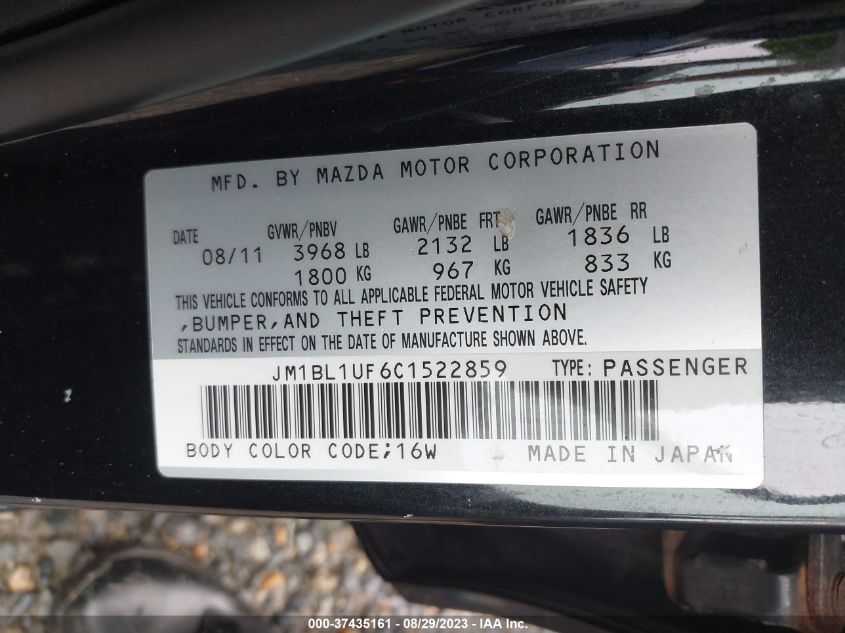 MFD. BY MAZDA MOTOR CORPORATION
DATE GVWR/PNBV GAWR/PNBE FRT GAWR/PNBE RR
08/11 3968 LB 2132 LB 1836 LB
1800 KG 967 KG 833 KG
THIS VEHICLE CONFORMS TO ALL APPLICABLE FEDERAL MOTOR VEHICLE SAFETY
,BUMPER,AND THEFT PREVENTION
STANDARDS IN EFFECT ON THE DATE OF MANUFACTURE SHOWN ABOVE.
JM1BL1UF6C1522859 TYPE: PASSENGER
BODY COLOR CODE;16W MADE IN JAPAN
000-37435161 - 08/29/2023 - IAA Inc.